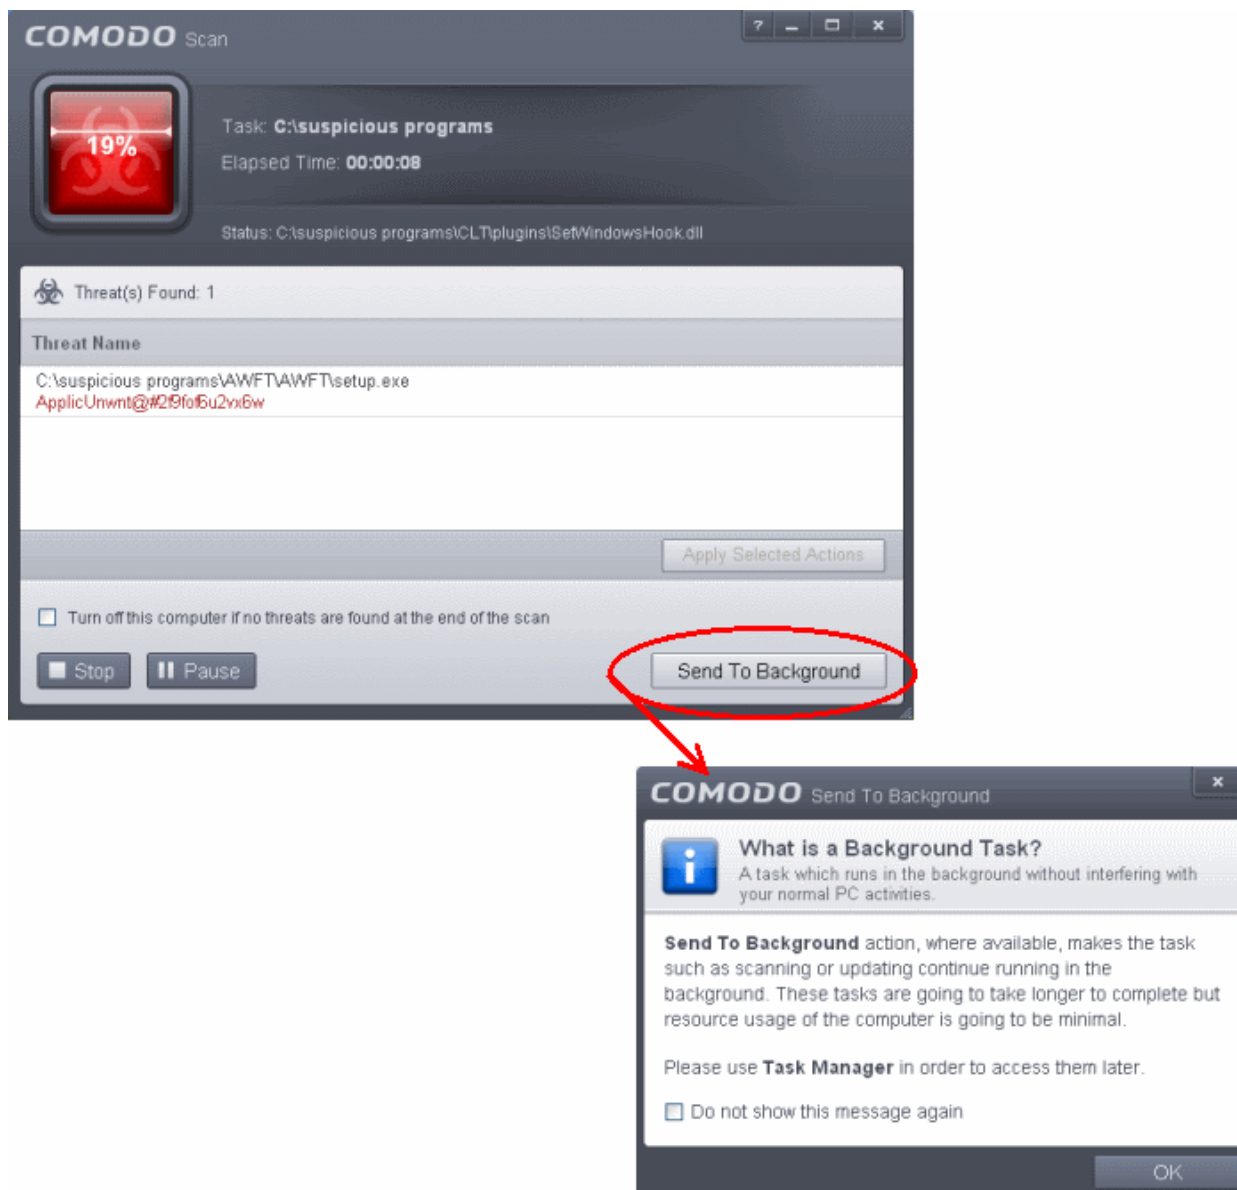 COMODO Scan
?
19%
Task: C:\suspicious programs
Elapsed Time: 00:00:08
Status: C:\suspicious programs\CLT\plugins\SetWindowsHook.dll
Threat(s) Found: 1
Threat Name
C:\suspicious programs\AWFT\AWFT\setup.exe
ApplicUnwnt@#2f9fof6u2vx6w
Apply Selected Actions
Turn off this computer if no threats are found at the end of the scan
Stop Pause Send To Background
COMODO Send To Background
What is a Background Task?
A task which runs in the background without interfering with
your normal PC activities.
Send To Background action, where available, makes the task
such as scanning or updating continue running in the
background. These tasks are going to take longer to complete but
resource usage of the computer is going to be minimal.
Please use Task Manager in order to access them later.
Do not show this message again
OK